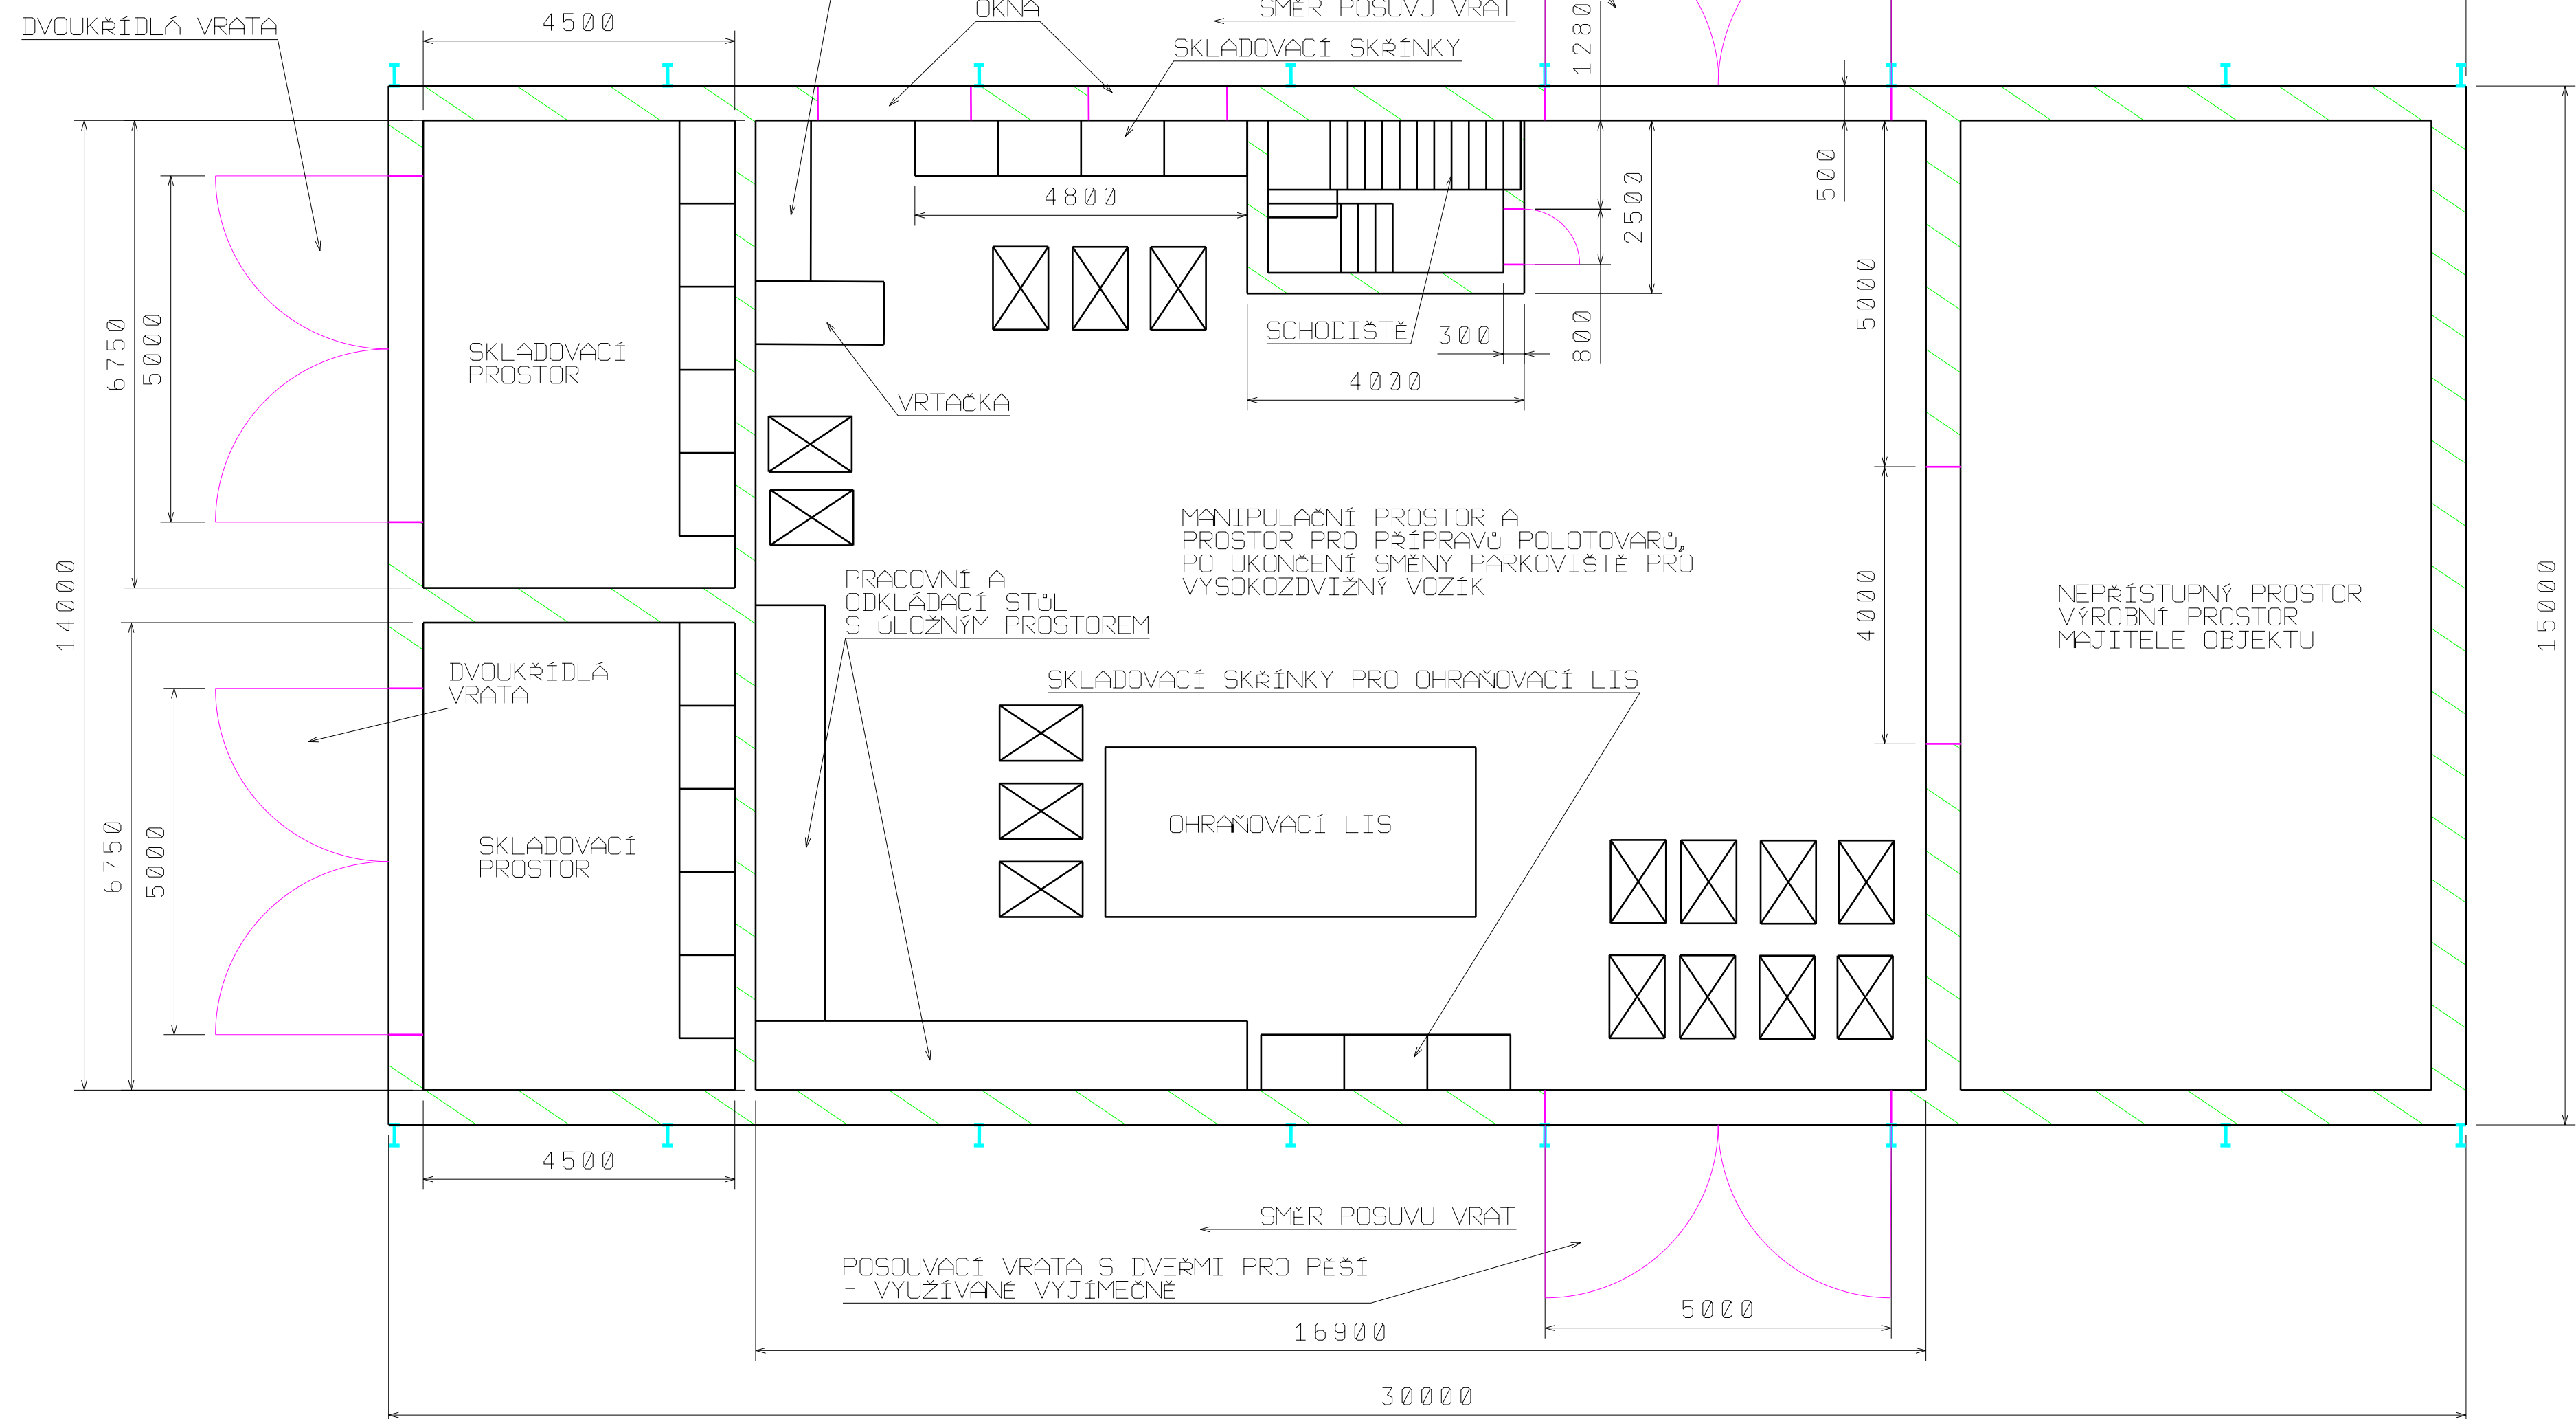 OKNA
SMĚR POSUVU VRAT
DVOUKŘÍDLÁ VRATA
4500
1280
SKLADOVACÍ SKŘÍNKY
500
4800
2500
5000
SCHODIŠTĚ
300
800
4000
6750
5000
SKLADOVACÍ
PROSTOR
VRTAČKA
MANIPULAČNÍ PROSTOR A
PROSTOR PRO PŘÍPRAVŮ POLOTOVARŮ,
PO UKONČENÍ SMĚNY PARKOVIŠTĚ PRO
VYSOKOZDVIŽNÝ VOZÍK
14000
PRACOVNÍ A
ODKLÁDACÍ STŮL
S ÚLOŽNÝM PROSTOREM
4000
NEPŘÍSTUPNÝ PROSTOR
VÝROBNÍ PROSTOR
MAJITELE OBJEKTU
15000
DVOUKŘÍDLÁ
VRATA
SKLADOVACÍ SKŘÍNKY PRO OHRAŇOVACÍ LIS
6750
5000
SKLADOVACÍ
PROSTOR
OHRAŇOVACÍ LIS
4500
SMĚR POSUVU VRAT
POSOUVACÍ VRATA S DVEŘMI PRO PĚŠÍ
- VYUŽÍVANÉ VYJÍMEČNĚ
5000
16900
30000